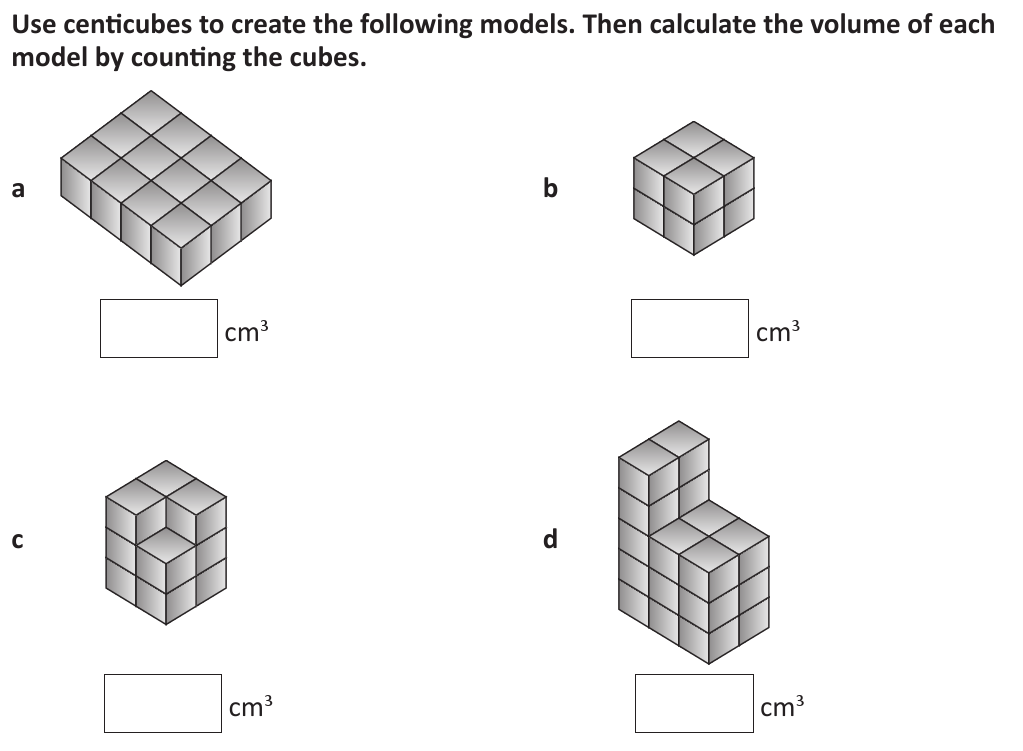 Use centicubes to create the following models. Then calculate the volume of each
model by counting the cubes.
a
b
cm³
cm³
c
d
cm³
cm³